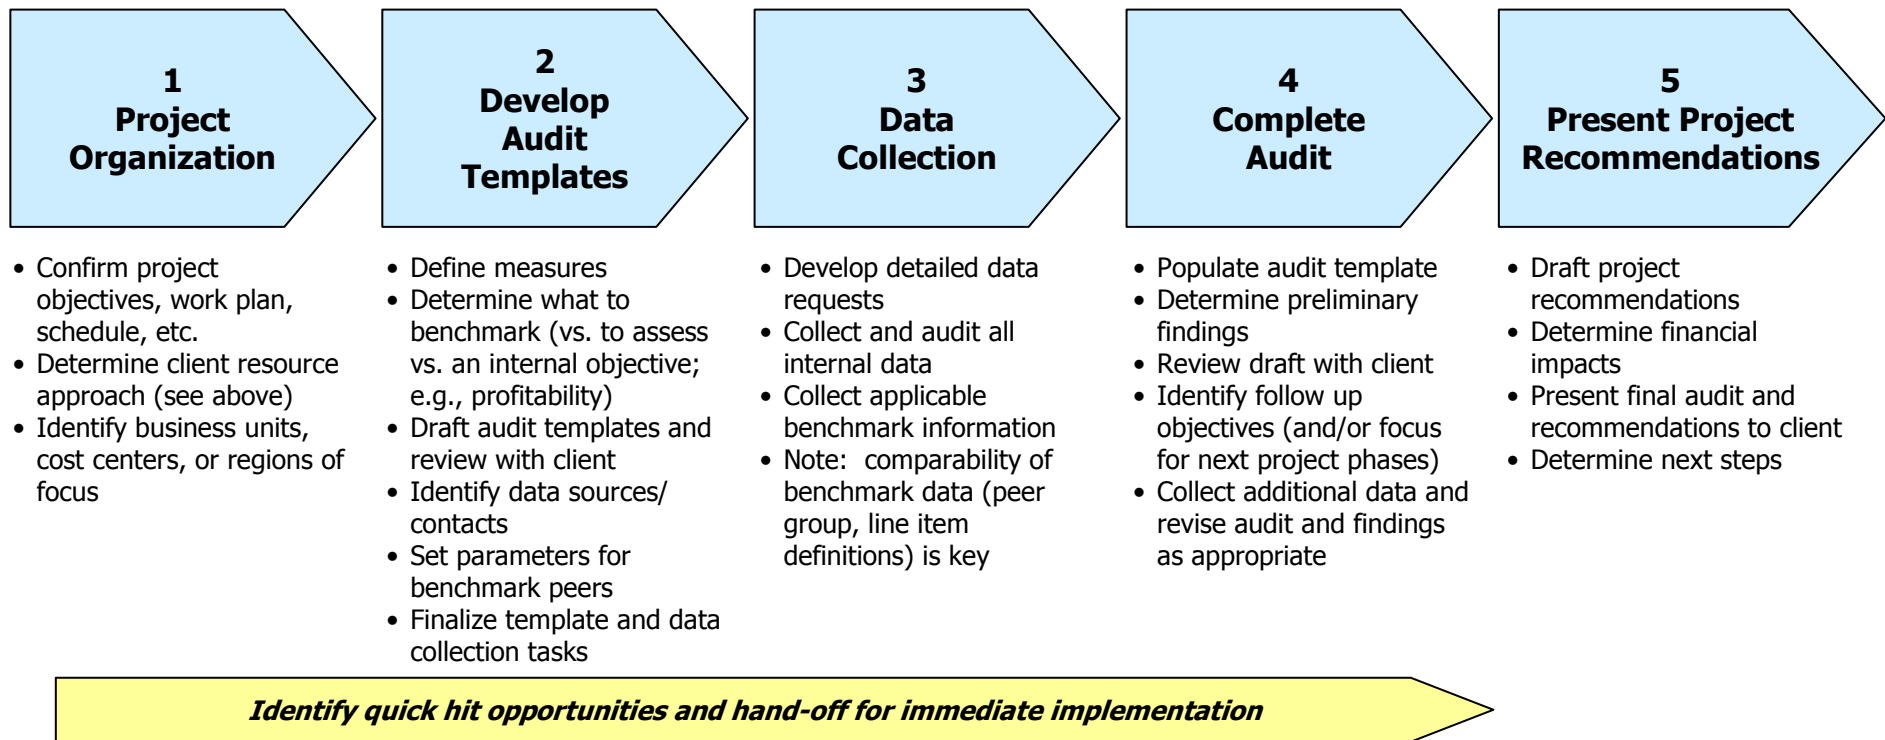 1
Project
Organization
2
Develop
Audit
Templates
3
Data
Collection
4
Complete
Audit
5
Present Project
Recommendations
• Confirm project
objectives, work plan,
schedule, etc.
• Determine client resource
approach (see above)
• Identify business units,
cost centers, or regions of
focus
• Define measures
• Determine what to
benchmark (vs. to assess
vs. an internal objective;
e.g., profitability)
• Draft audit templates and
review with client
• Identify data sources/
contacts
• Set parameters for
benchmark peers
• Finalize template and data
collection tasks
• Develop detailed data
requests
• Collect and audit all
internal data
• Collect applicable
benchmark information
• Note:  comparability of
benchmark data (peer
group, line item
definitions) is key
• Populate audit template
• Determine preliminary
findings
• Review draft with client
• Identify follow up
objectives (and/or focus
for next project phases)
• Collect additional data and
revise audit and findings
as appropriate
• Draft project
recommendations
• Determine financial
impacts
• Present final audit and
recommendations to client
• Determine next steps
Identify quick hit opportunities and hand-off for immediate implementation